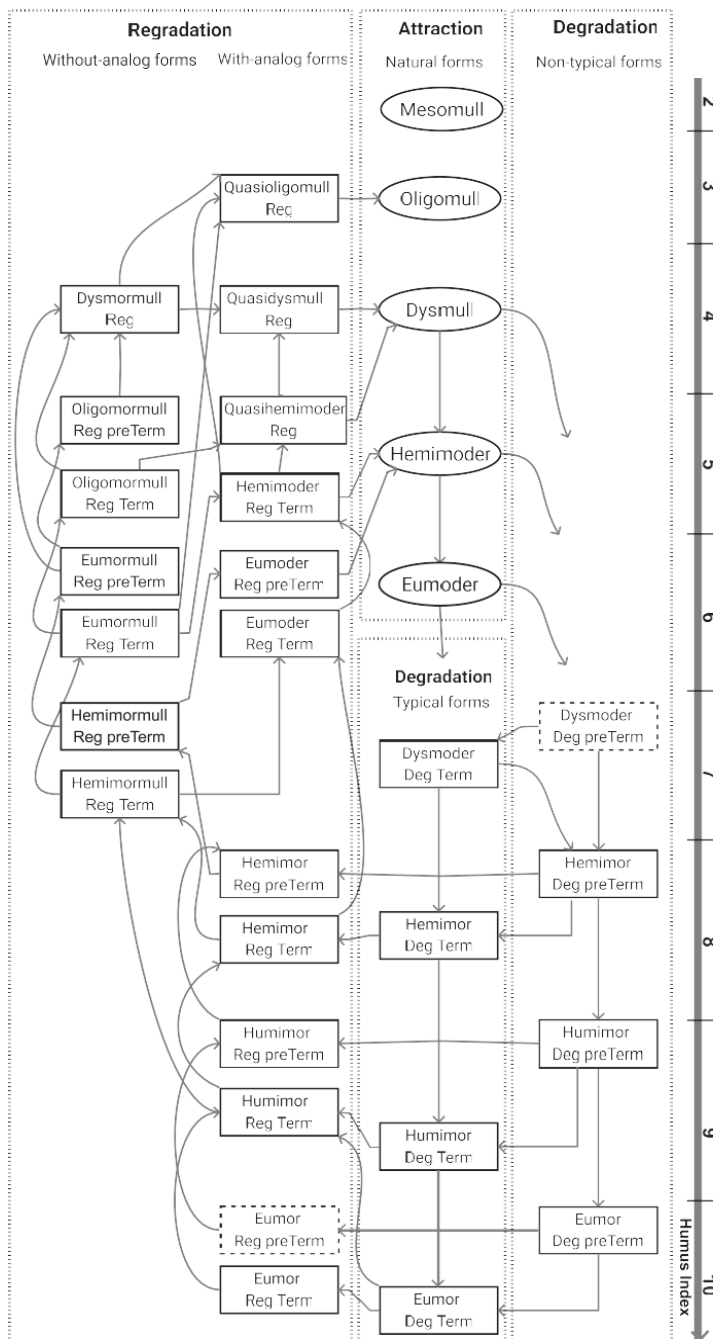 Regradation
Attraction
Degradation
Without-analog forms
With-analog forms
Natural forms
Non-typical forms
Mesomull
2
Quasioligomull
Reg
Oligomull
3
Dysmormull
Reg
Quasidysmull
Reg
Dysmull
4
Oligomormull
Reg preTerm
Quasihemimoder
Reg
Hemimoder
5
Oligomormull
Reg Term
Hemimoder
Reg Term
Eumormull
Reg preTerm
Eumoder
Reg preTerm
Eumoder
Eumormull
Reg Term
Eumoder
Reg Term
6
Degradation
Typical forms
Hemimormull
Reg preTerm
Dysmoder
Deg preTerm
Dysmoder
Deg Term
7
Hemimormull
Reg Term
Hemimor
Reg preTerm
Hemimor
Deg preTerm
Hemimor
Reg Term
Hemimor
Deg Term
8
Humimor
Reg preTerm
Humimor
Deg preTerm
Humimor
Reg Term
Humimor
Deg Term
9
Eumor
Reg preTerm
Eumor
Deg preTerm
Eumor
Reg Term
Eumor
Deg Term
10
Humus Index